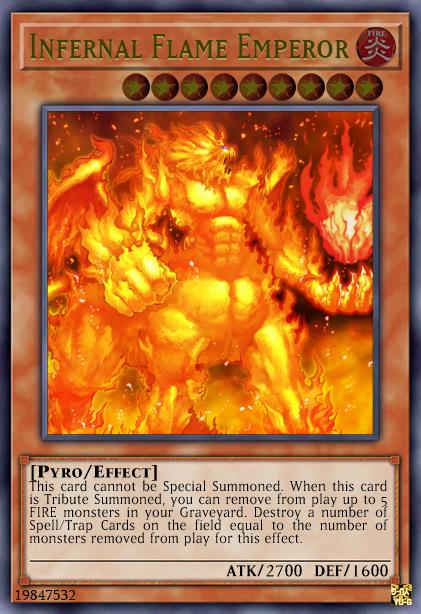 INFERNAL FLAME EMPEROR
FIRE
炎
[PYRO/EFFECT]
This card cannot be Special Summoned. When this card
is Tribute Summoned, you can remove from play up to 5
FIRE monsters in your Graveyard. Destroy a number of
Spell/Trap Cards on the field equal to the number of
monsters removed from play for this effect.
ATK/2700 DEF/1600
19847532